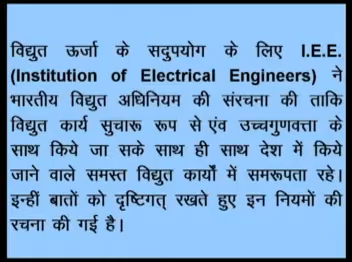 विद्युत ऊर्जा के सदुपयोग के लिए I.E.E.
(Institution of Electrical Engineers) ने
भारतीय विद्युत अधिनियम की संरचना की ताकि
विद्युत कार्य सुचारू रूप से एंव उच्चगुणवत्ता के
साथ किये जा सके साथ ही साथ देश में किये
जाने वाले समस्त विद्युत कार्यों में समरूपता रहे।
इन्हीं बातों को दृष्टिगत् रखते हुए इन नियमों की
रचना की गई है।